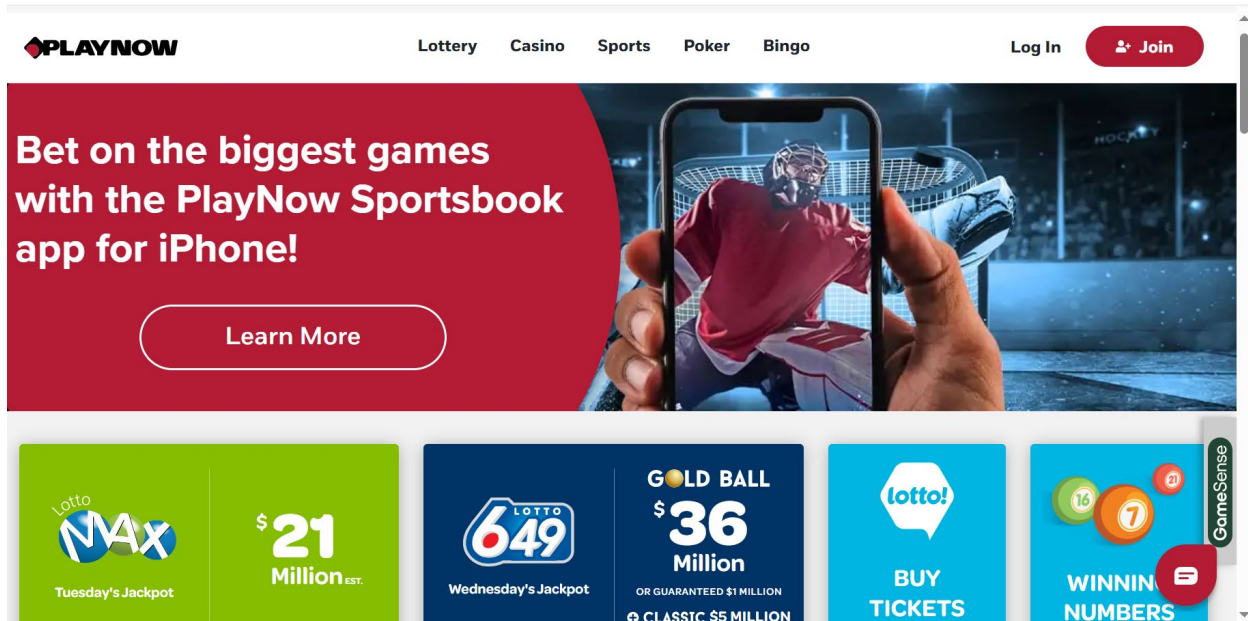 PLAYNOW
Lottery
Casino
Sports
Poker
Bingo
Log In
Join
Bet on the biggest games
with the PlayNow Sportsbook
app for iPhone!
Learn More
HOCKEY
Lotto
MAX
Tuesday's Jackpot
$21
Million EST.
LOTTO
649
Wednesday's Jackpot
GOLD BALL
$36
Million
OR GUARANTEED $1 MILLION
+ CLASSIC $5 MILLION
lotto!
BUY
TICKETS
16
7
21
WINNIN
NUMBERS
GameSense